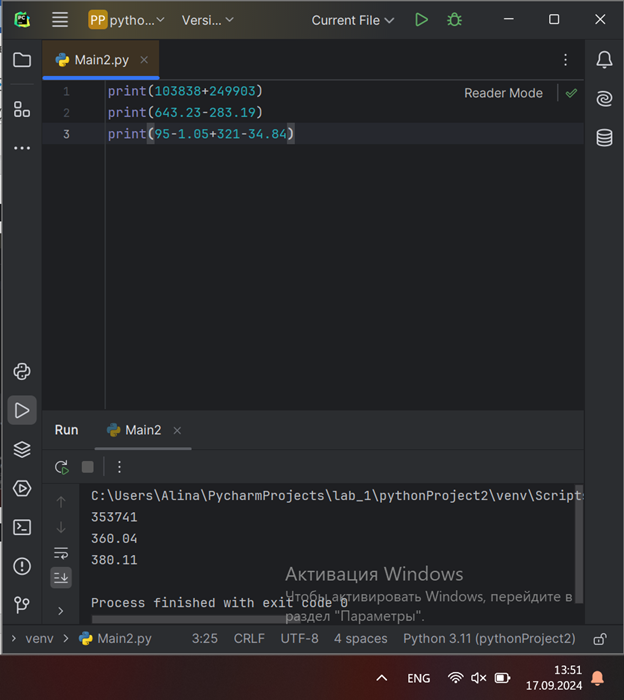 PC
PP
python...
Versi...
Current File
Main2.py
1 print(103838+249903)
2 print(643.23-283.19)
3 print(95-1.05+321-34.84)
Reader Mode
Run
Main2
C:\Users\Alina\PycharmProjects\lab_1\pythonProject2\venv\Script
353741
360.04
380.11
Process finished with exit code 0
Активация Windows
Чтобы активировать Windows, перейдите в
раздел "Параметры".
venv
Main2.py
3:25
CRLF
UTF-8
4 spaces
Python 3.11 (pythonProject2)
ENG
13:51
17.09.2024